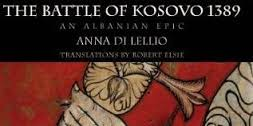 THE BATTLE OF KOSOVO 1389
AN ALBANIAN EPIC
ANNA DI LELLIO
TRANSLATIONS BY ROBERT ELSIE